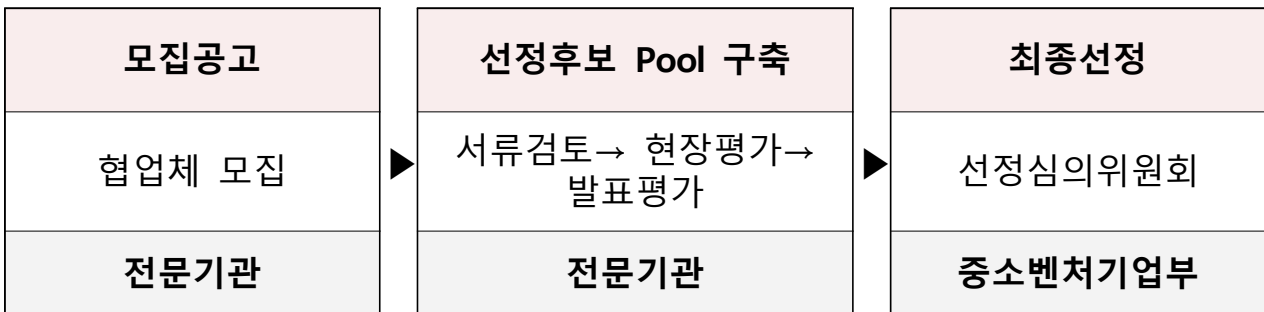 모집공고
협업체 모집
전문기관
▶
선정후보 Pool 구축
서류검토→ 현장평가→
발표평가
전문기관
▶
최종선정
선정심의위원회
중소벤처기업부